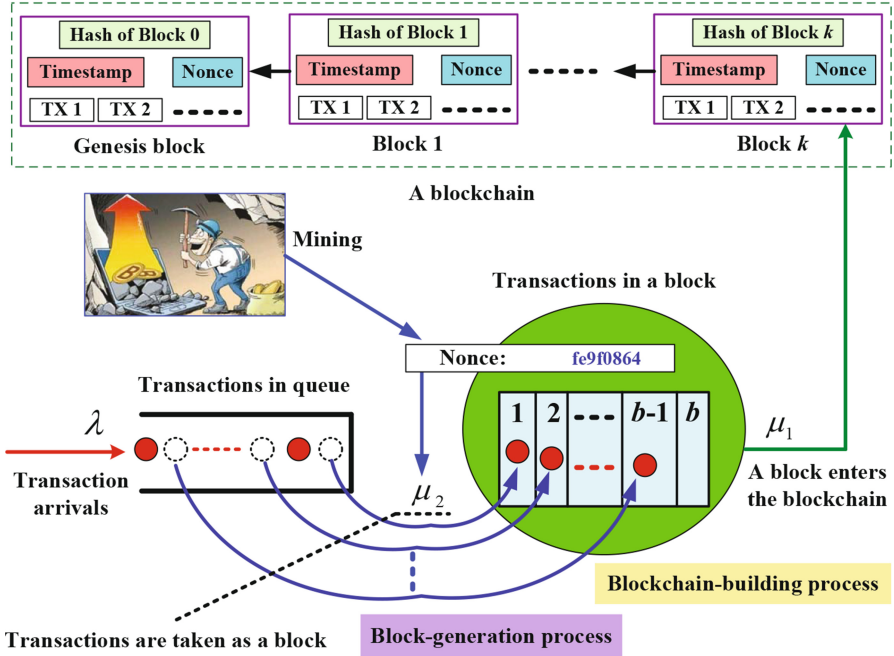 Hash of Block 0
Timestamp
Nonce
TX 1
TX 2
Genesis block
Hash of Block 1
Timestamp
Nonce
TX 1
TX 2
Block 1
Hash of Block k
Timestamp
Nonce
TX 1
TX 2
Block k
A blockchain
Mining
Transactions in a block
Nonce: fe9f0864
Transactions in queue
λ
Transaction
arrivals
μ2
1 2 b-1 b
μ1
A block enters
the blockchain
Blockchain-building process
Transactions are taken as a block
Block-generation process